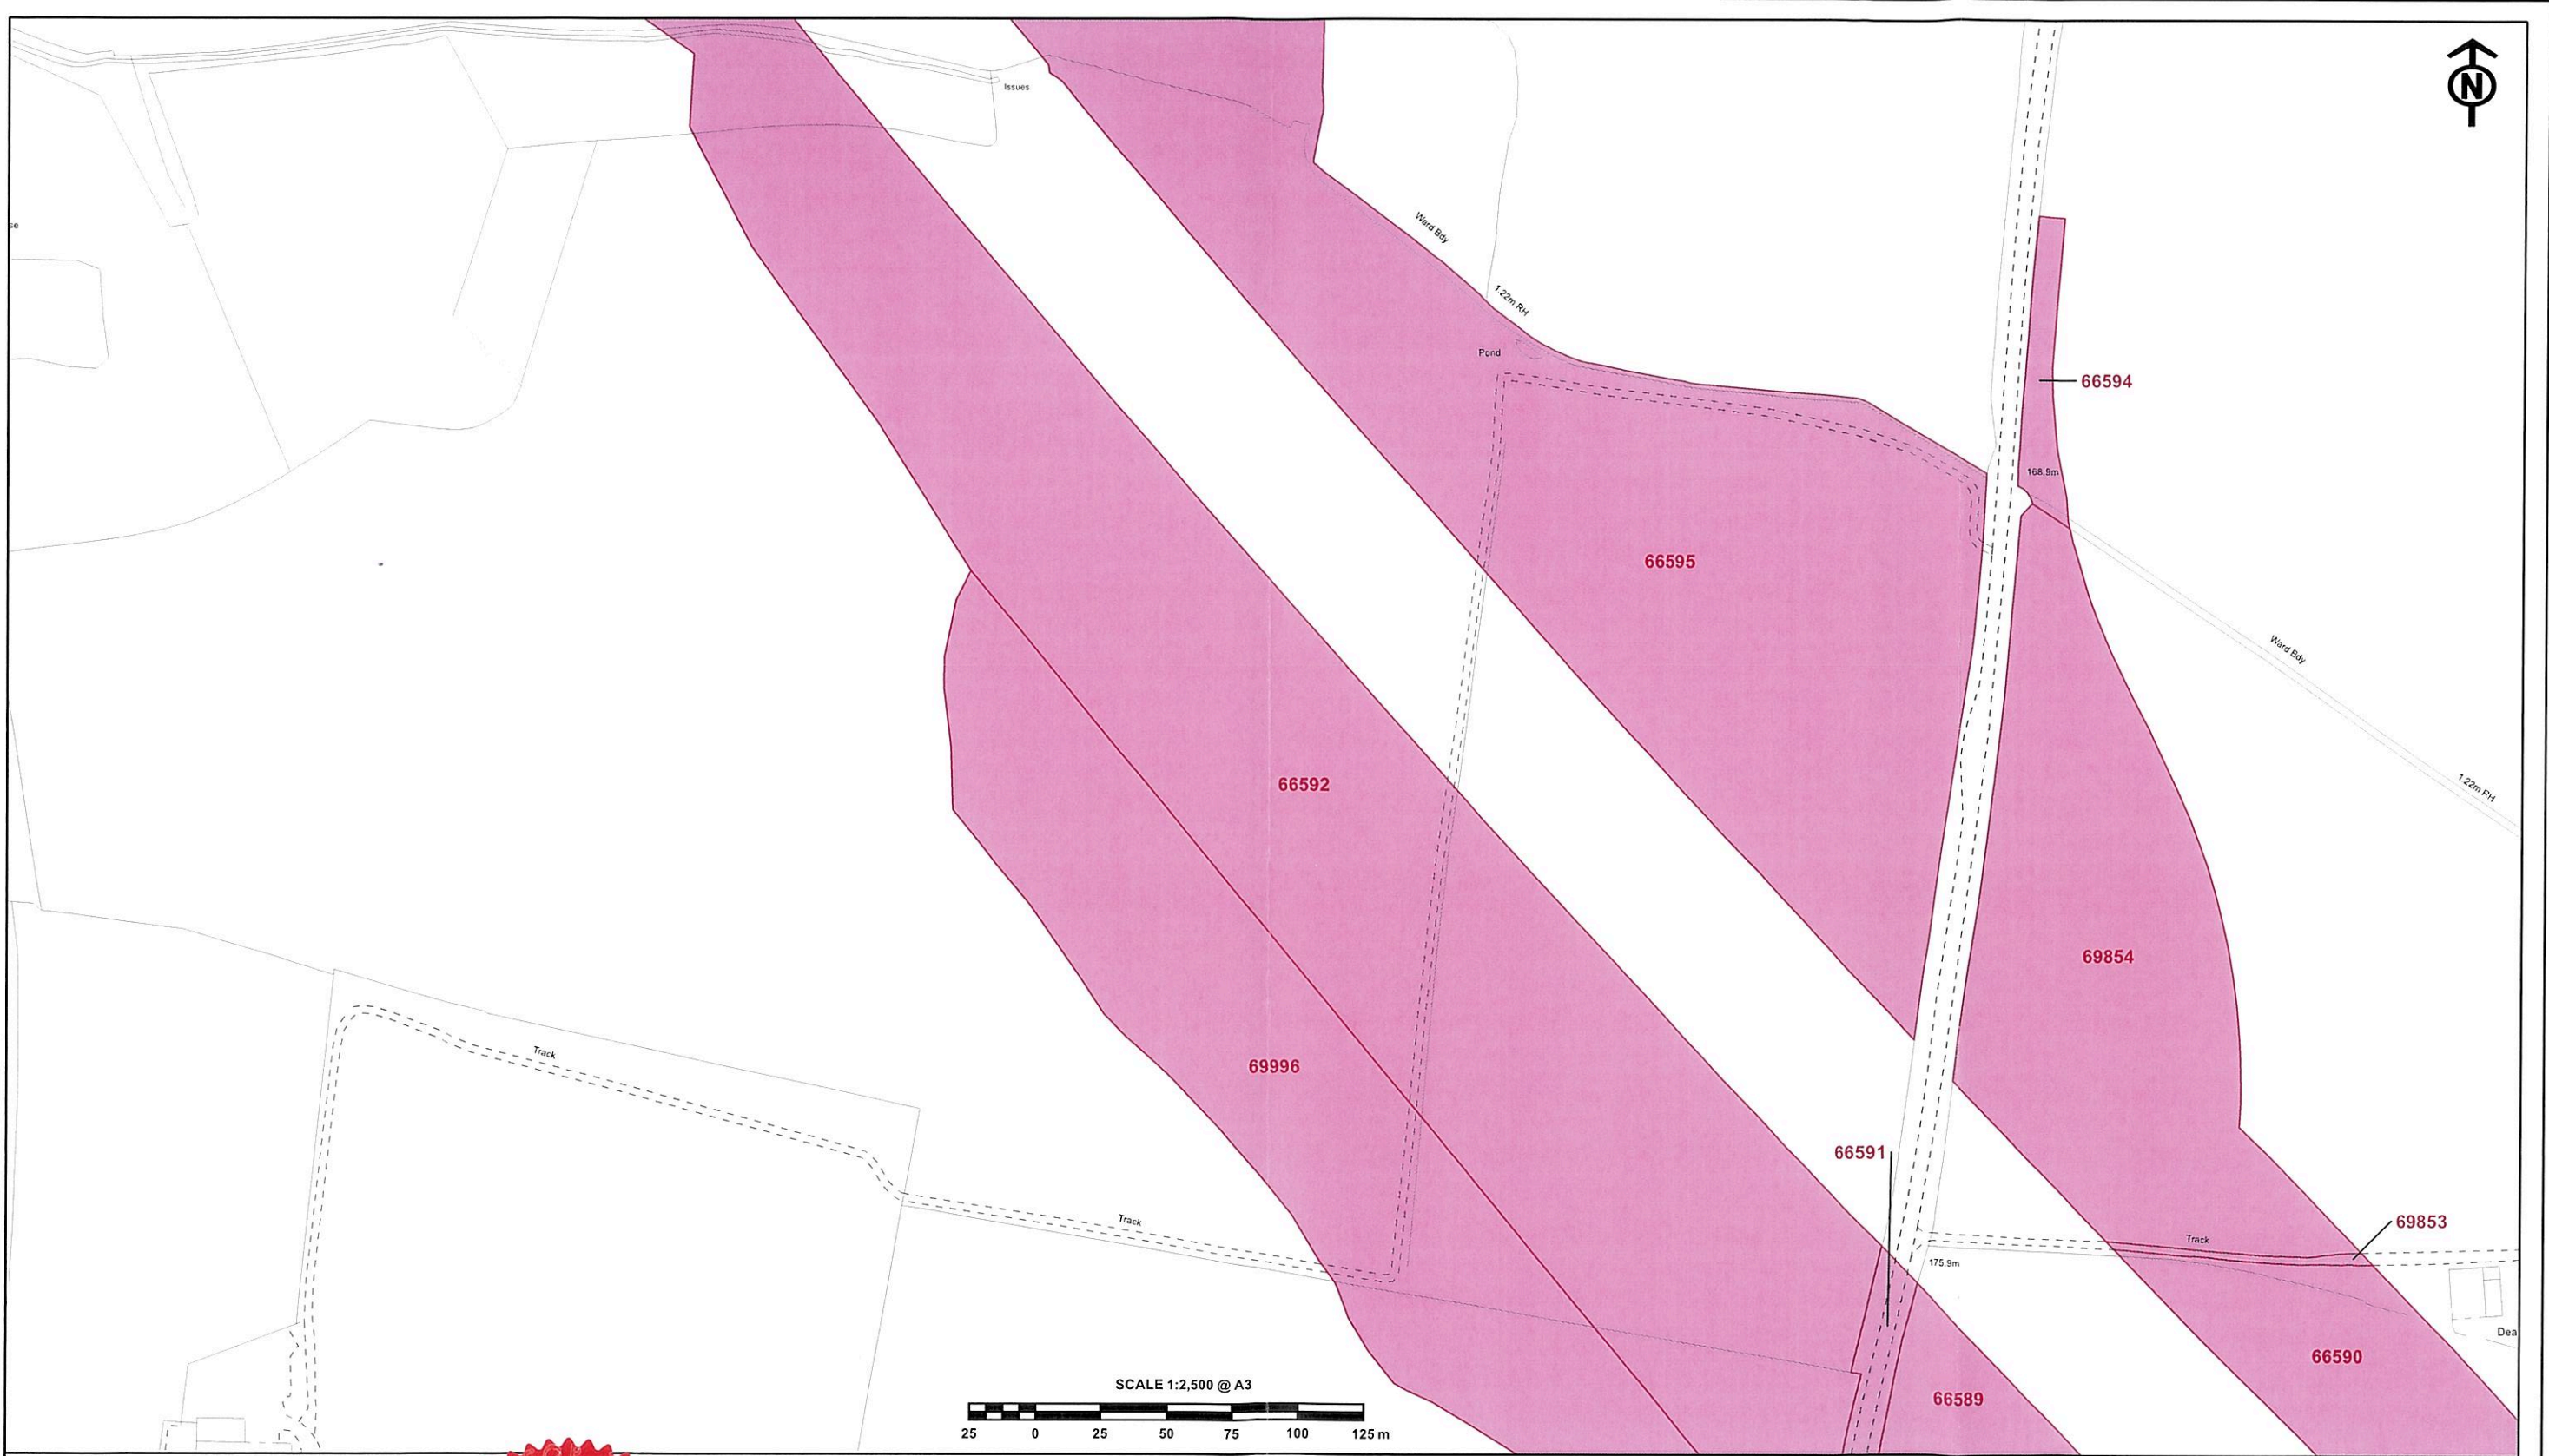 N
Issues
se
Ward Bdy
1.22m RH
Pond
66594
168.9m
66595
Ward Bdy
66592
1.22m RH
69854
Track
69996
66591
Track
69853
Track
175.9m
Dea
66590
SCALE 1:2,500 @ A3
66589
25 0 25 50 75 100 125 m